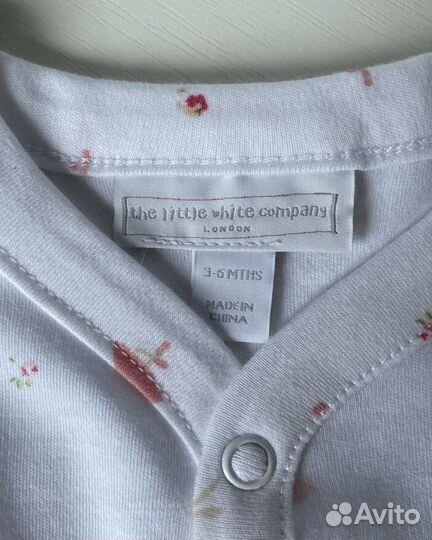 the little white company
LONDON
3-6 MTHS
MADE IN
CHINA
Avito